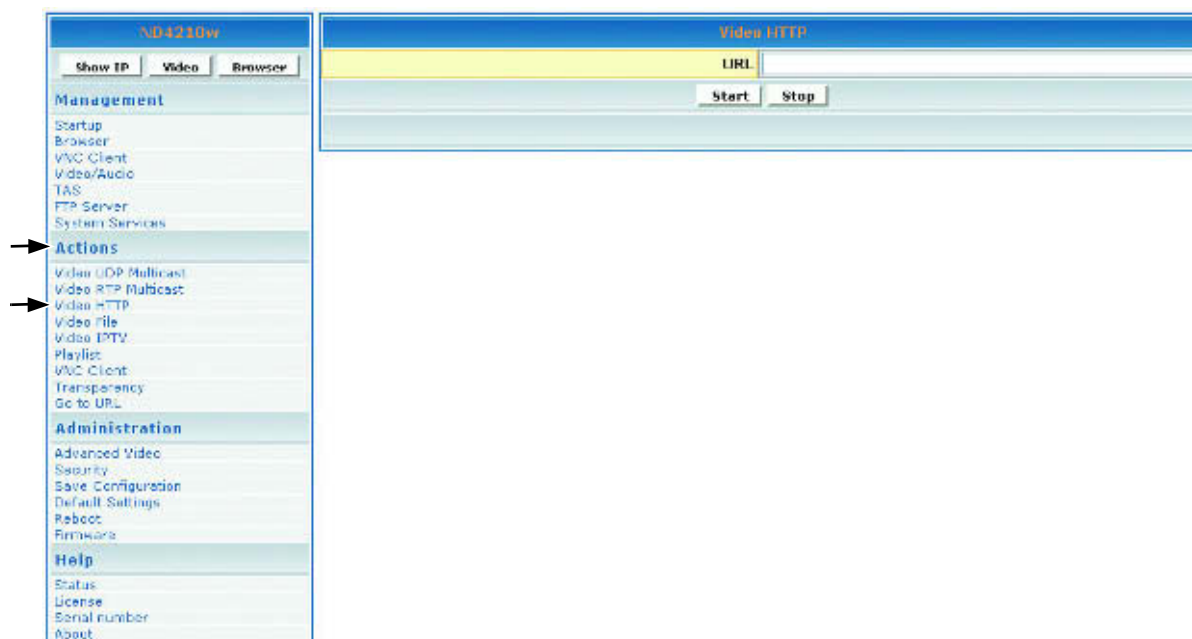 ND4210w
Show IP Video Browser
Management
Startup
Browser
VNC Client
Video/Audio
TAS
FTP Server
System Services
Actions
Video UDP Multicast
Video RTP Multicast
Video HTTP
Video File
Video IPTV
Playlist
VNC Client
Transparency
Go to URL
Administration
Advanced Video
Security
Save Configuration
Default Settings
Reboot
Firmware
Help
Status
License
Serial number
About
Video HTTP
URL
Start Stop